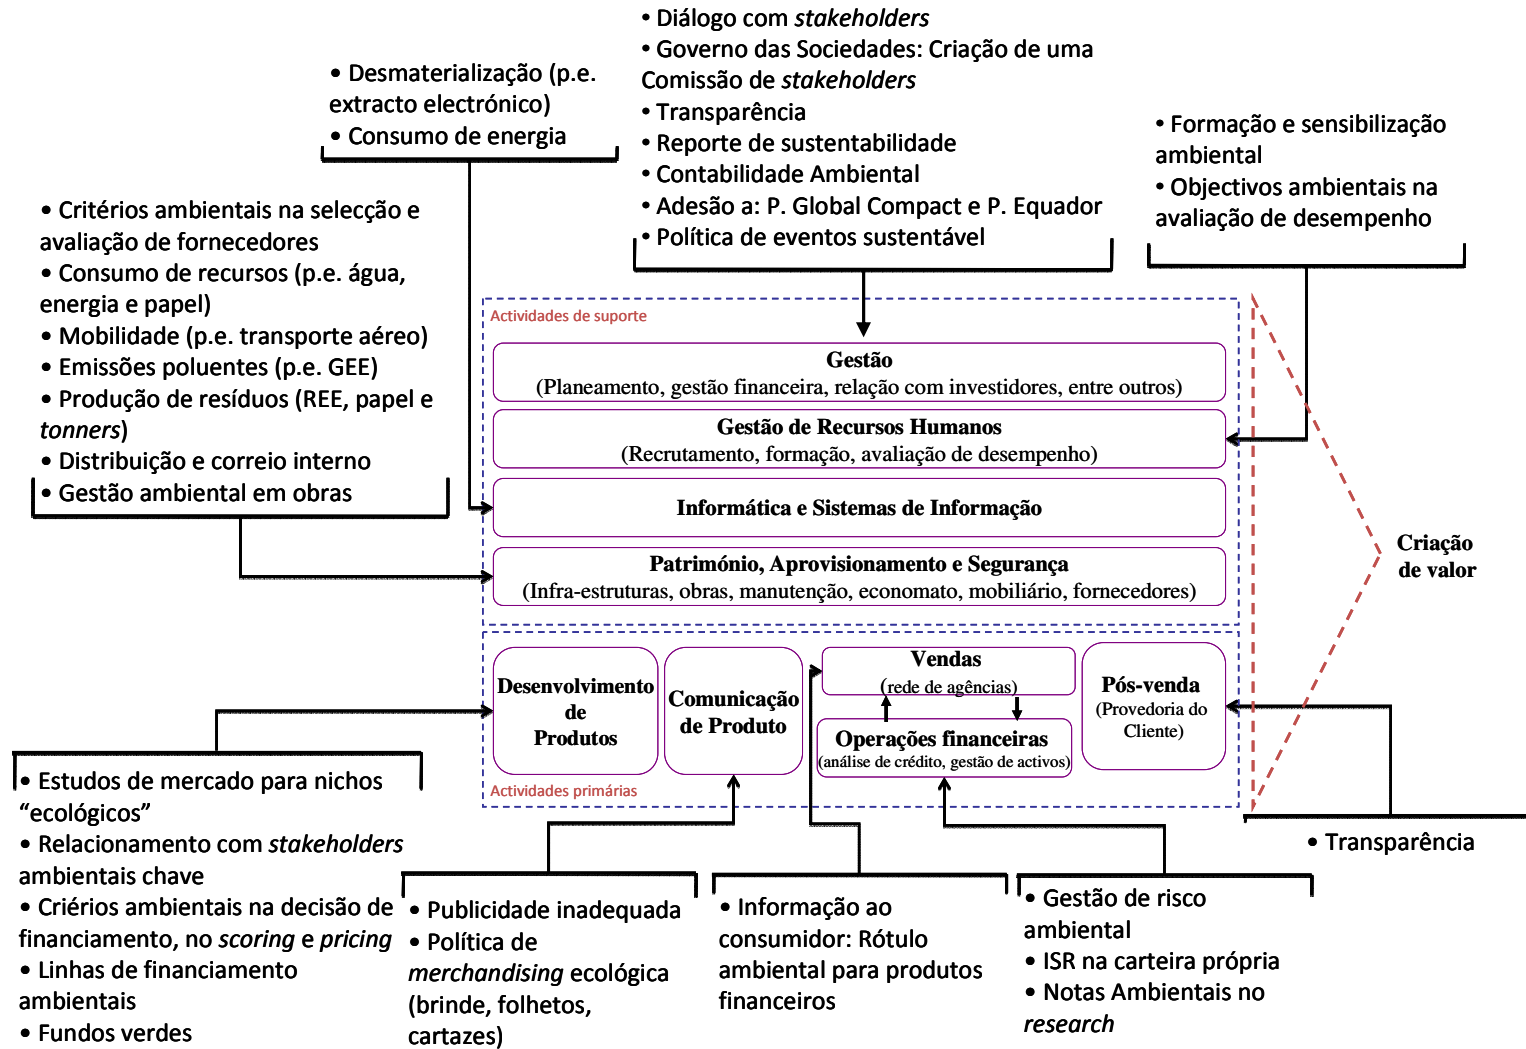 • Diálogo com stakeholders
• Governo das Sociedades: Criação de uma
Comissão de stakeholders
• Transparência
• Reporte de sustentabilidade
• Contabilidade Ambiental
• Adesão a: P. Global Compact e P. Equador
• Política de eventos sustentável
• Desmaterialização (p.e.
extracto electrónico)
• Consumo de energia
• Formação e sensibilização
ambiental
• Objectivos ambientais na
avaliação de desempenho
• Critérios ambientais na selecção e
avaliação de fornecedores
• Consumo de recursos (p.e. água,
energia e papel)
• Mobilidade (p.e. transporte aéreo)
• Emissões poluentes (p.e. GEE)
• Produção de resíduos (REE, papel e
tonners)
• Distribuição e correio interno
• Gestão ambiental em obras
Actividades de suporte
Gestão
(Planeamento, gestão financeira, relação com investidores, entre outros)
Gestão de Recursos Humanos
(Recrutamento, formação, avaliação de desempenho)
Informática e Sistemas de Informação
Património, Aprovisionamento e Segurança
(Infra-estruturas, obras, manutenção, economato, mobiliário, fornecedores)
Criação
de valor
Desenvolvimento
de
Produtos
Comunicação
de Produto
Vendas
(rede de agências)
Operações financeiras
(análise de crédito, gestão de activos)
Pós-venda
(Provedoria do
Cliente)
Actividades primárias
• Estudos de mercado para nichos
“ecológicos”
• Relacionamento com stakeholders
ambientais chave
• Criérios ambientais na decisão de
financiamento, no scoring e pricing
• Linhas de financiamento
ambientais
• Fundos verdes
• Publicidade inadequada
• Política de
merchandising ecológica
(brinde, folhetos,
cartazes)
• Informação ao
consumidor: Rótulo
ambiental para produtos
financeiros
• Gestão de risco
ambiental
• ISR na carteira própria
• Notas Ambientais no
research
• Transparência